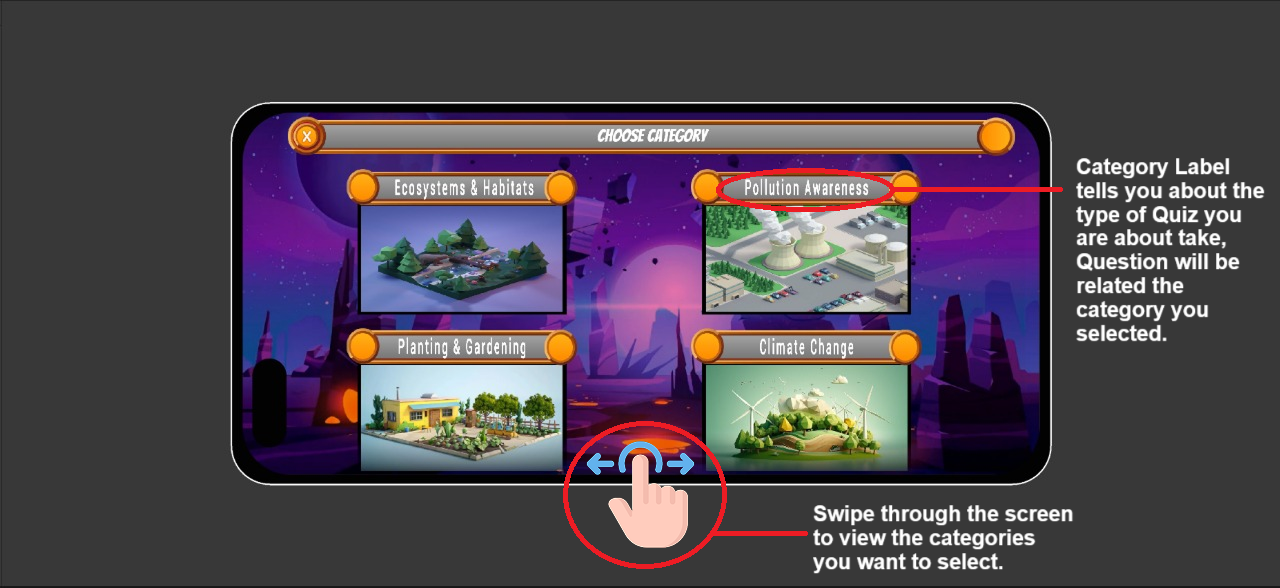 X
CHOOSE CATEGORY
Ecosystems & Habitats
Pollution Awareness
Planting & Gardening
Climate Change
Category Label
tells you about the
type of Quiz you
are about take,
Question will be
related the
category you
selected.
Swipe through the screen
to view the categories
you want to select.